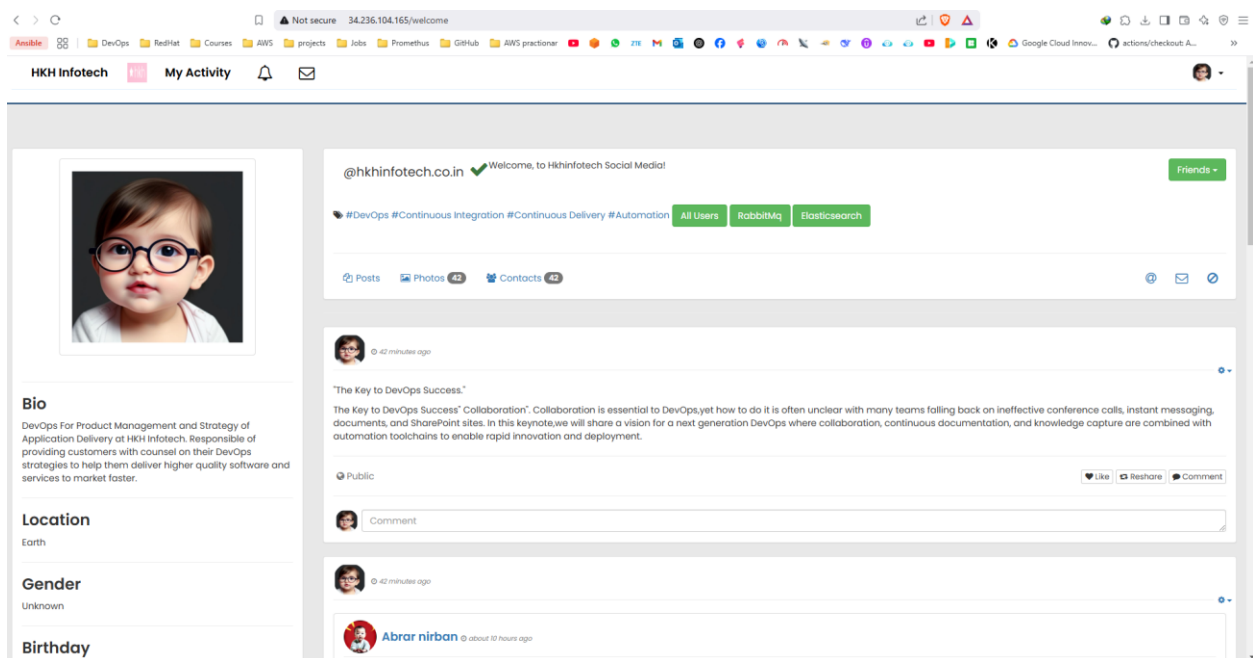 Not secure 34.236.104.165/welcome
Ansible DevOps RedHat Courses AWS projects Jobs Promethus GitHub AWS practionar ZTE Google Cloud Innov... actions/checkout: A... »
HKH Infotech My Activity
@hkhinfotech.co.in Welcome, to Hkhinfotech Social Media!
Friends
#DevOps #Continuous Integration #Continuous Delivery #Automation All Users RabbitMq Elasticsearch
Posts Photos 42 Contacts 42 @
42 minutes ago
"The Key to DevOps Success."
The Key to DevOps Success" Collaboration". Collaboration is essential to DevOps,yet how to do it is often unclear with many teams falling back on ineffective conference calls, instant messaging,
documents, and SharePoint sites. In this keynote,we will share a vision for a next generation DevOps where collaboration, continuous documentation, and knowledge capture are combined with
automation toolchains to enable rapid innovation and deployment.
Public Like Reshare Comment
Comment
42 minutes ago
Abrar nirban about 10 hours ago
Bio
DevOps For Product Management and Strategy of
Application Delivery at HKH Infotech. Responsible of
providing customers with counsel on their DevOps
strategies to help them deliver higher quality software and
services to market faster.
Location
Earth
Gender
Unknown
Birthday